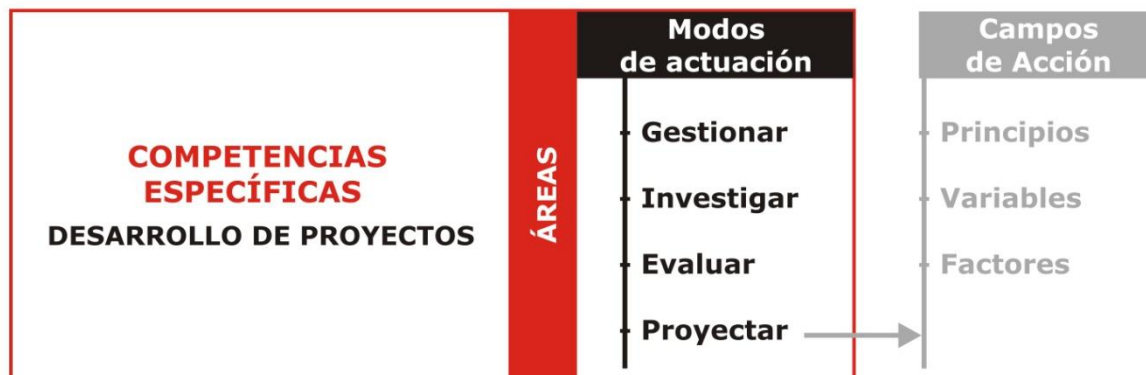 COMPETENCIAS
ESPECÍFICAS
DESARROLLO DE PROYECTOS
ÁREAS
Modos
de actuación
Gestionar
Investigar
Evaluar
Proyectar
Campos
de Acción
Principios
Variables
Factores